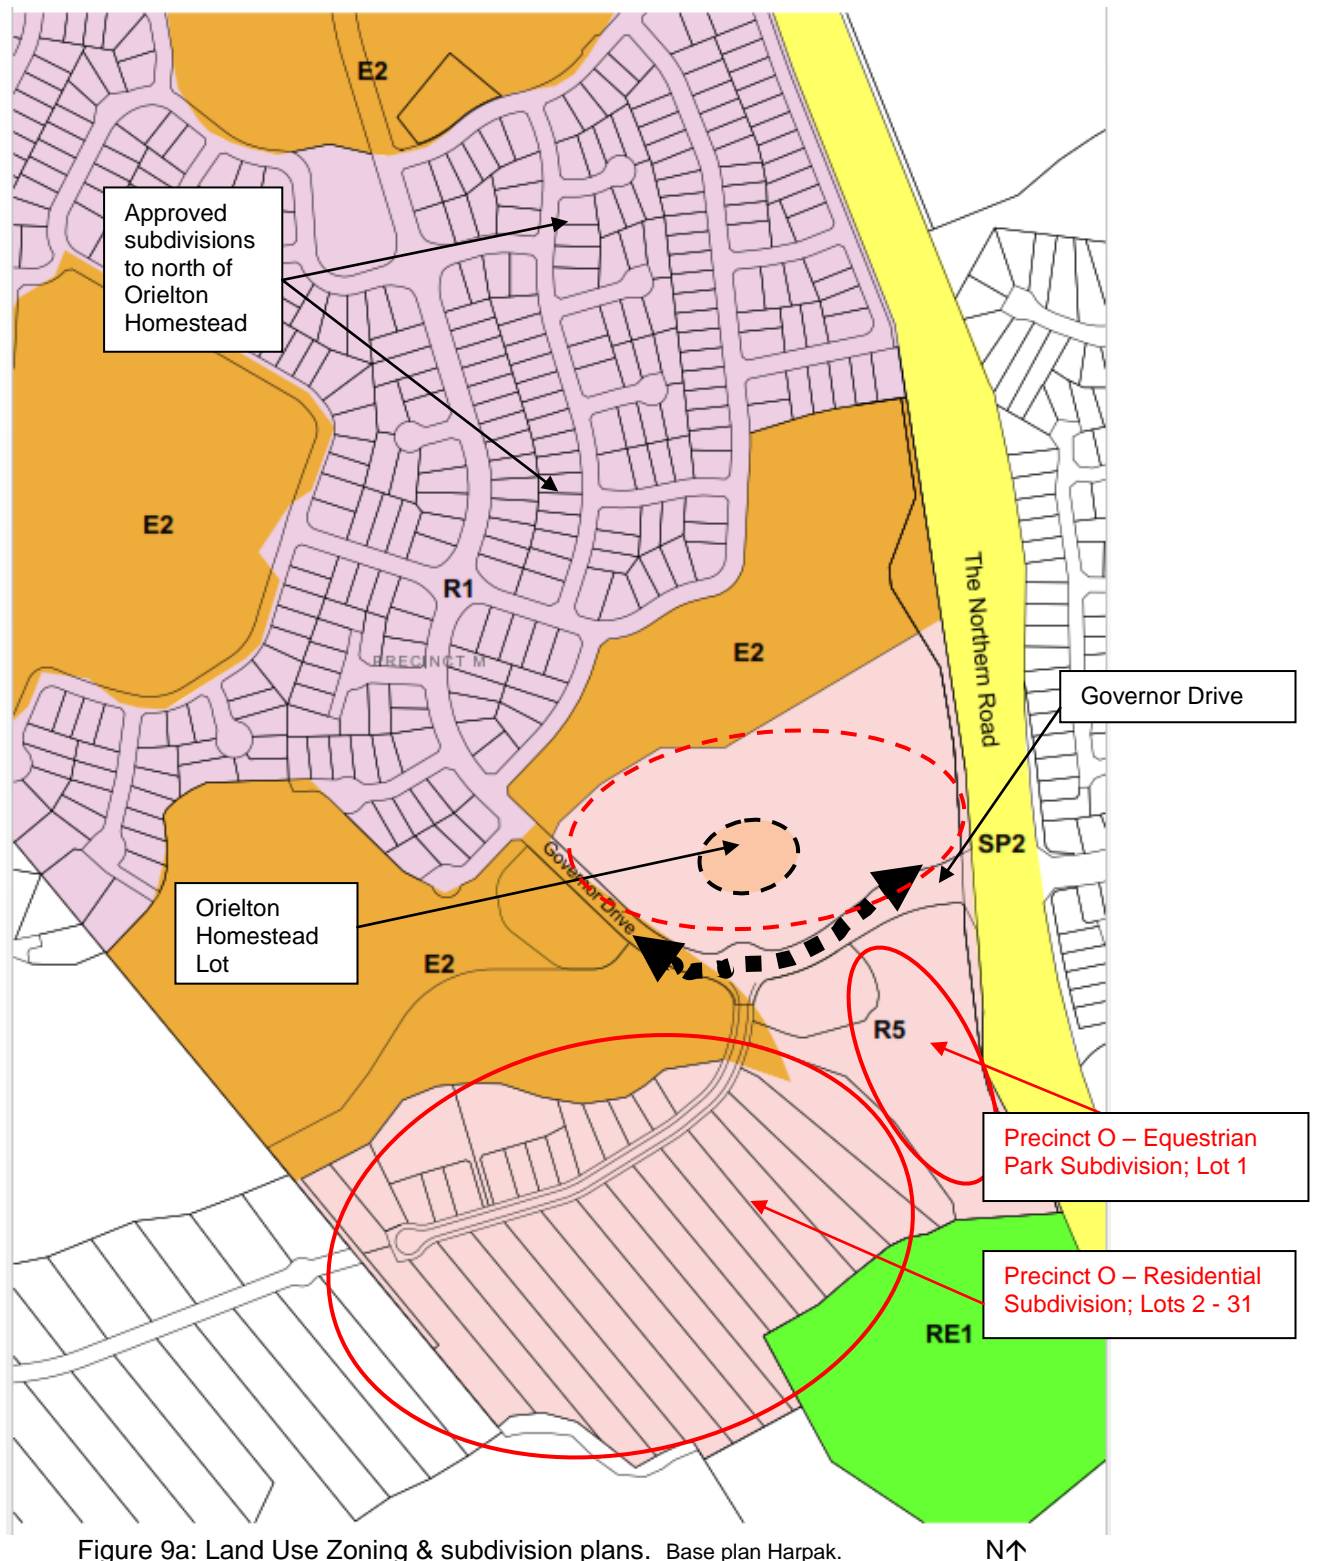 E2
Approved
subdivisions
to north of
Orielton
Homestead
E2
R1
PRECINCT M
E2
The Northern Road
Governor Drive
SP2
Governor Drive
Orielton
Homestead
Lot
E2
R5
Precinct O – Equestrian
Park Subdivision; Lot 1
Precinct O – Residential
Subdivision; Lots 2 - 31
RE1
Figure 9a: Land Use Zoning & subdivision plans. Base plan Harpak.
N↑